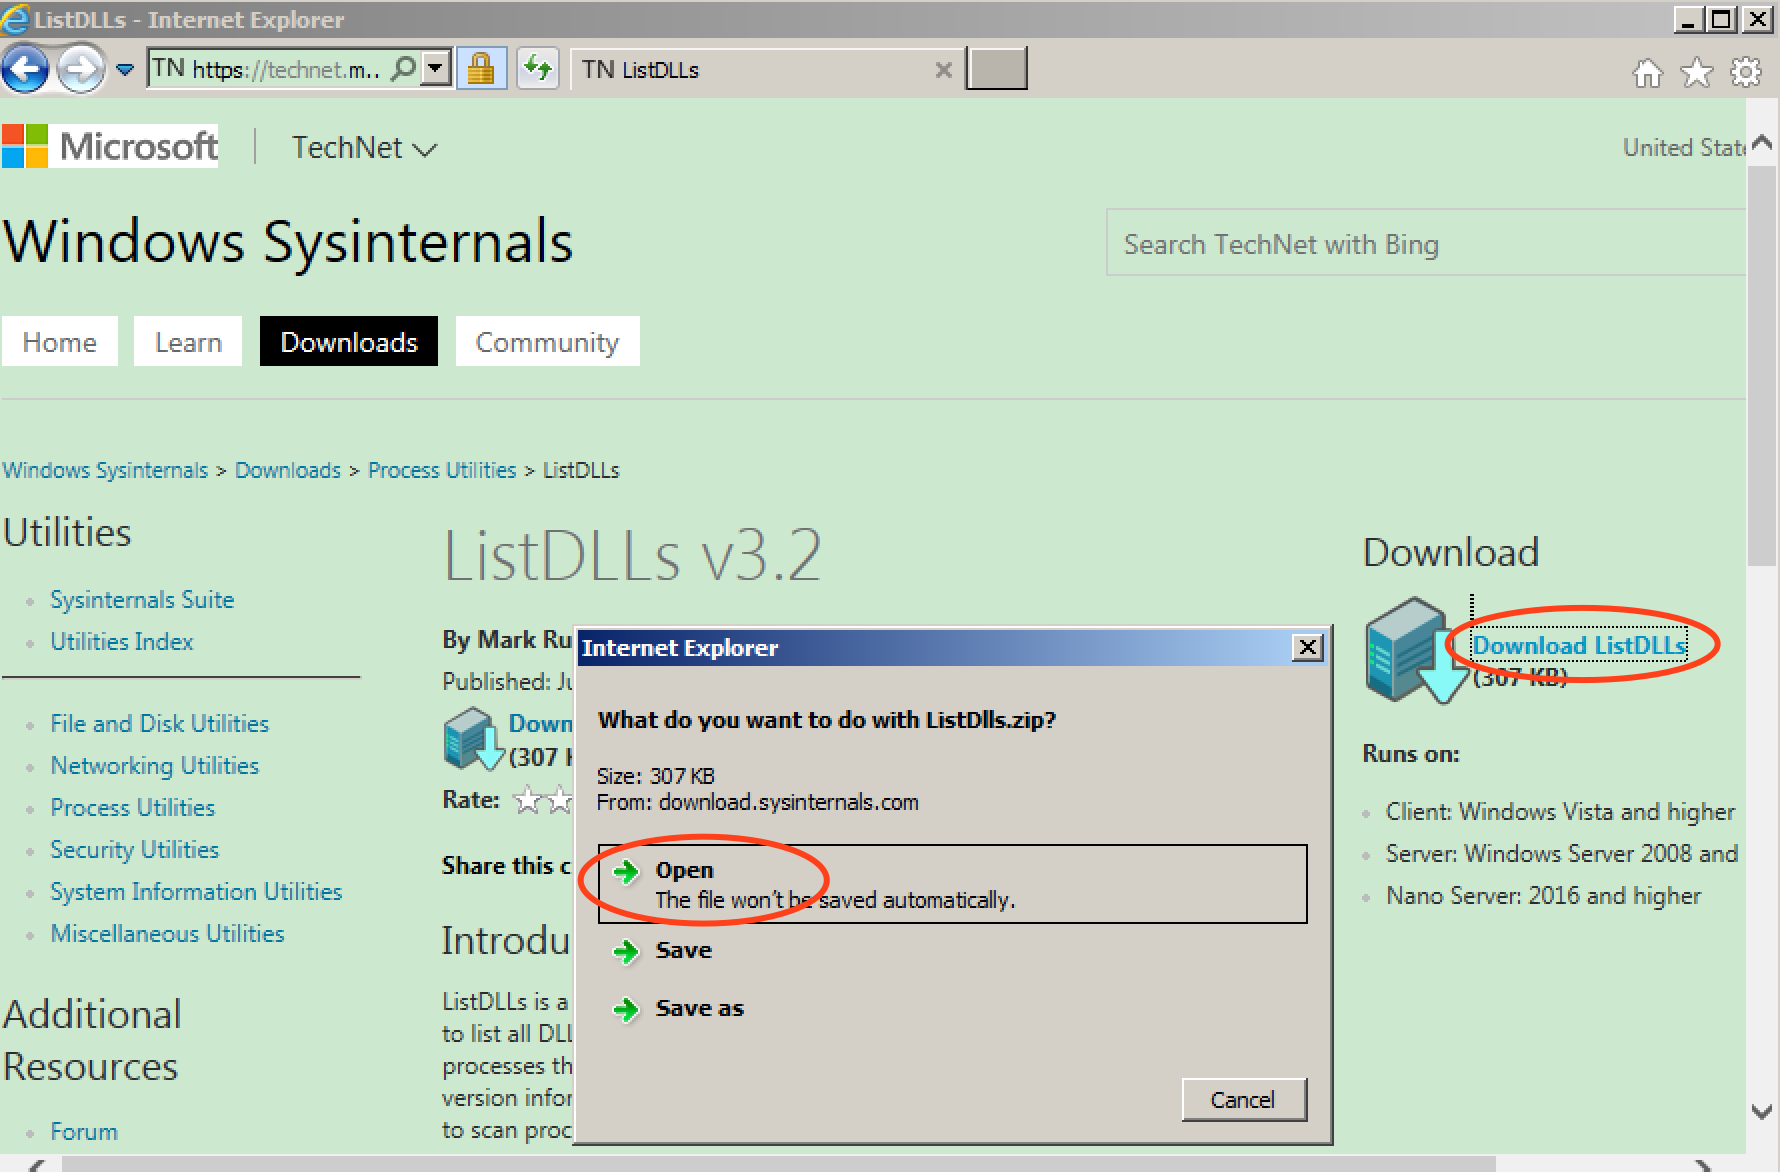 ListDLLs - Internet Explorer
TN https://technet.m..
TN ListDLLs
Microsoft
TechNet
United State
Windows Sysinternals
Search TechNet with Bing
Home
Learn
Downloads
Community
Windows Sysinternals > Downloads > Process Utilities > ListDLLs
Utilities
Sysinternals Suite
Utilities Index
File and Disk Utilities
Networking Utilities
Process Utilities
Security Utilities
System Information Utilities
Miscellaneous Utilities
Additional
Resources
Forum
ListDLLs v3.2
By Mark Ru
Published: Ju
Down
(307 K
Rate:
Share this c
Introdu
ListDLLs is a
to list all DLL
processes th
version infor
to scan proc
Internet Explorer
What do you want to do with ListDlls.zip?
Size: 307 KB
From: download.sysinternals.com
Open
The file won't be saved automatically.
Save
Save as
Cancel
Download
Download ListDLLs
(307 KB)
Runs on:
Client: Windows Vista and higher
Server: Windows Server 2008 and
Nano Server: 2016 and higher